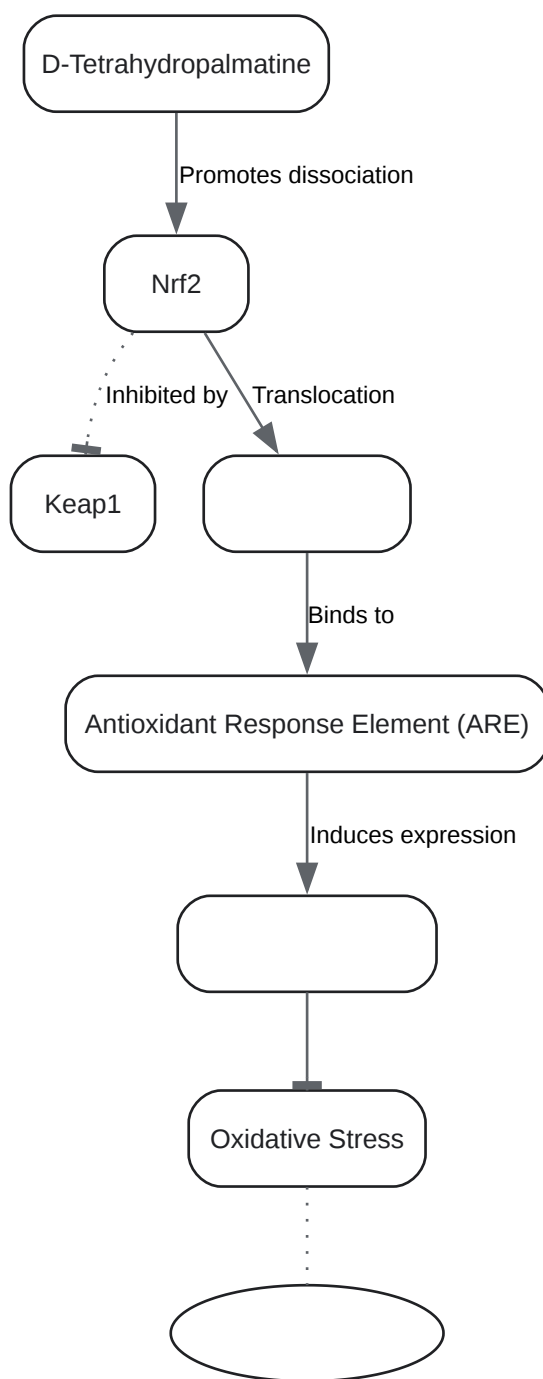 D-Tetrahydropalmatine
Promotes dissociation
Nrf2
Inhibited by
Translocation
Keap1
Binds to
Antioxidant Response Element (ARE)
Induces expression
Oxidative Stress